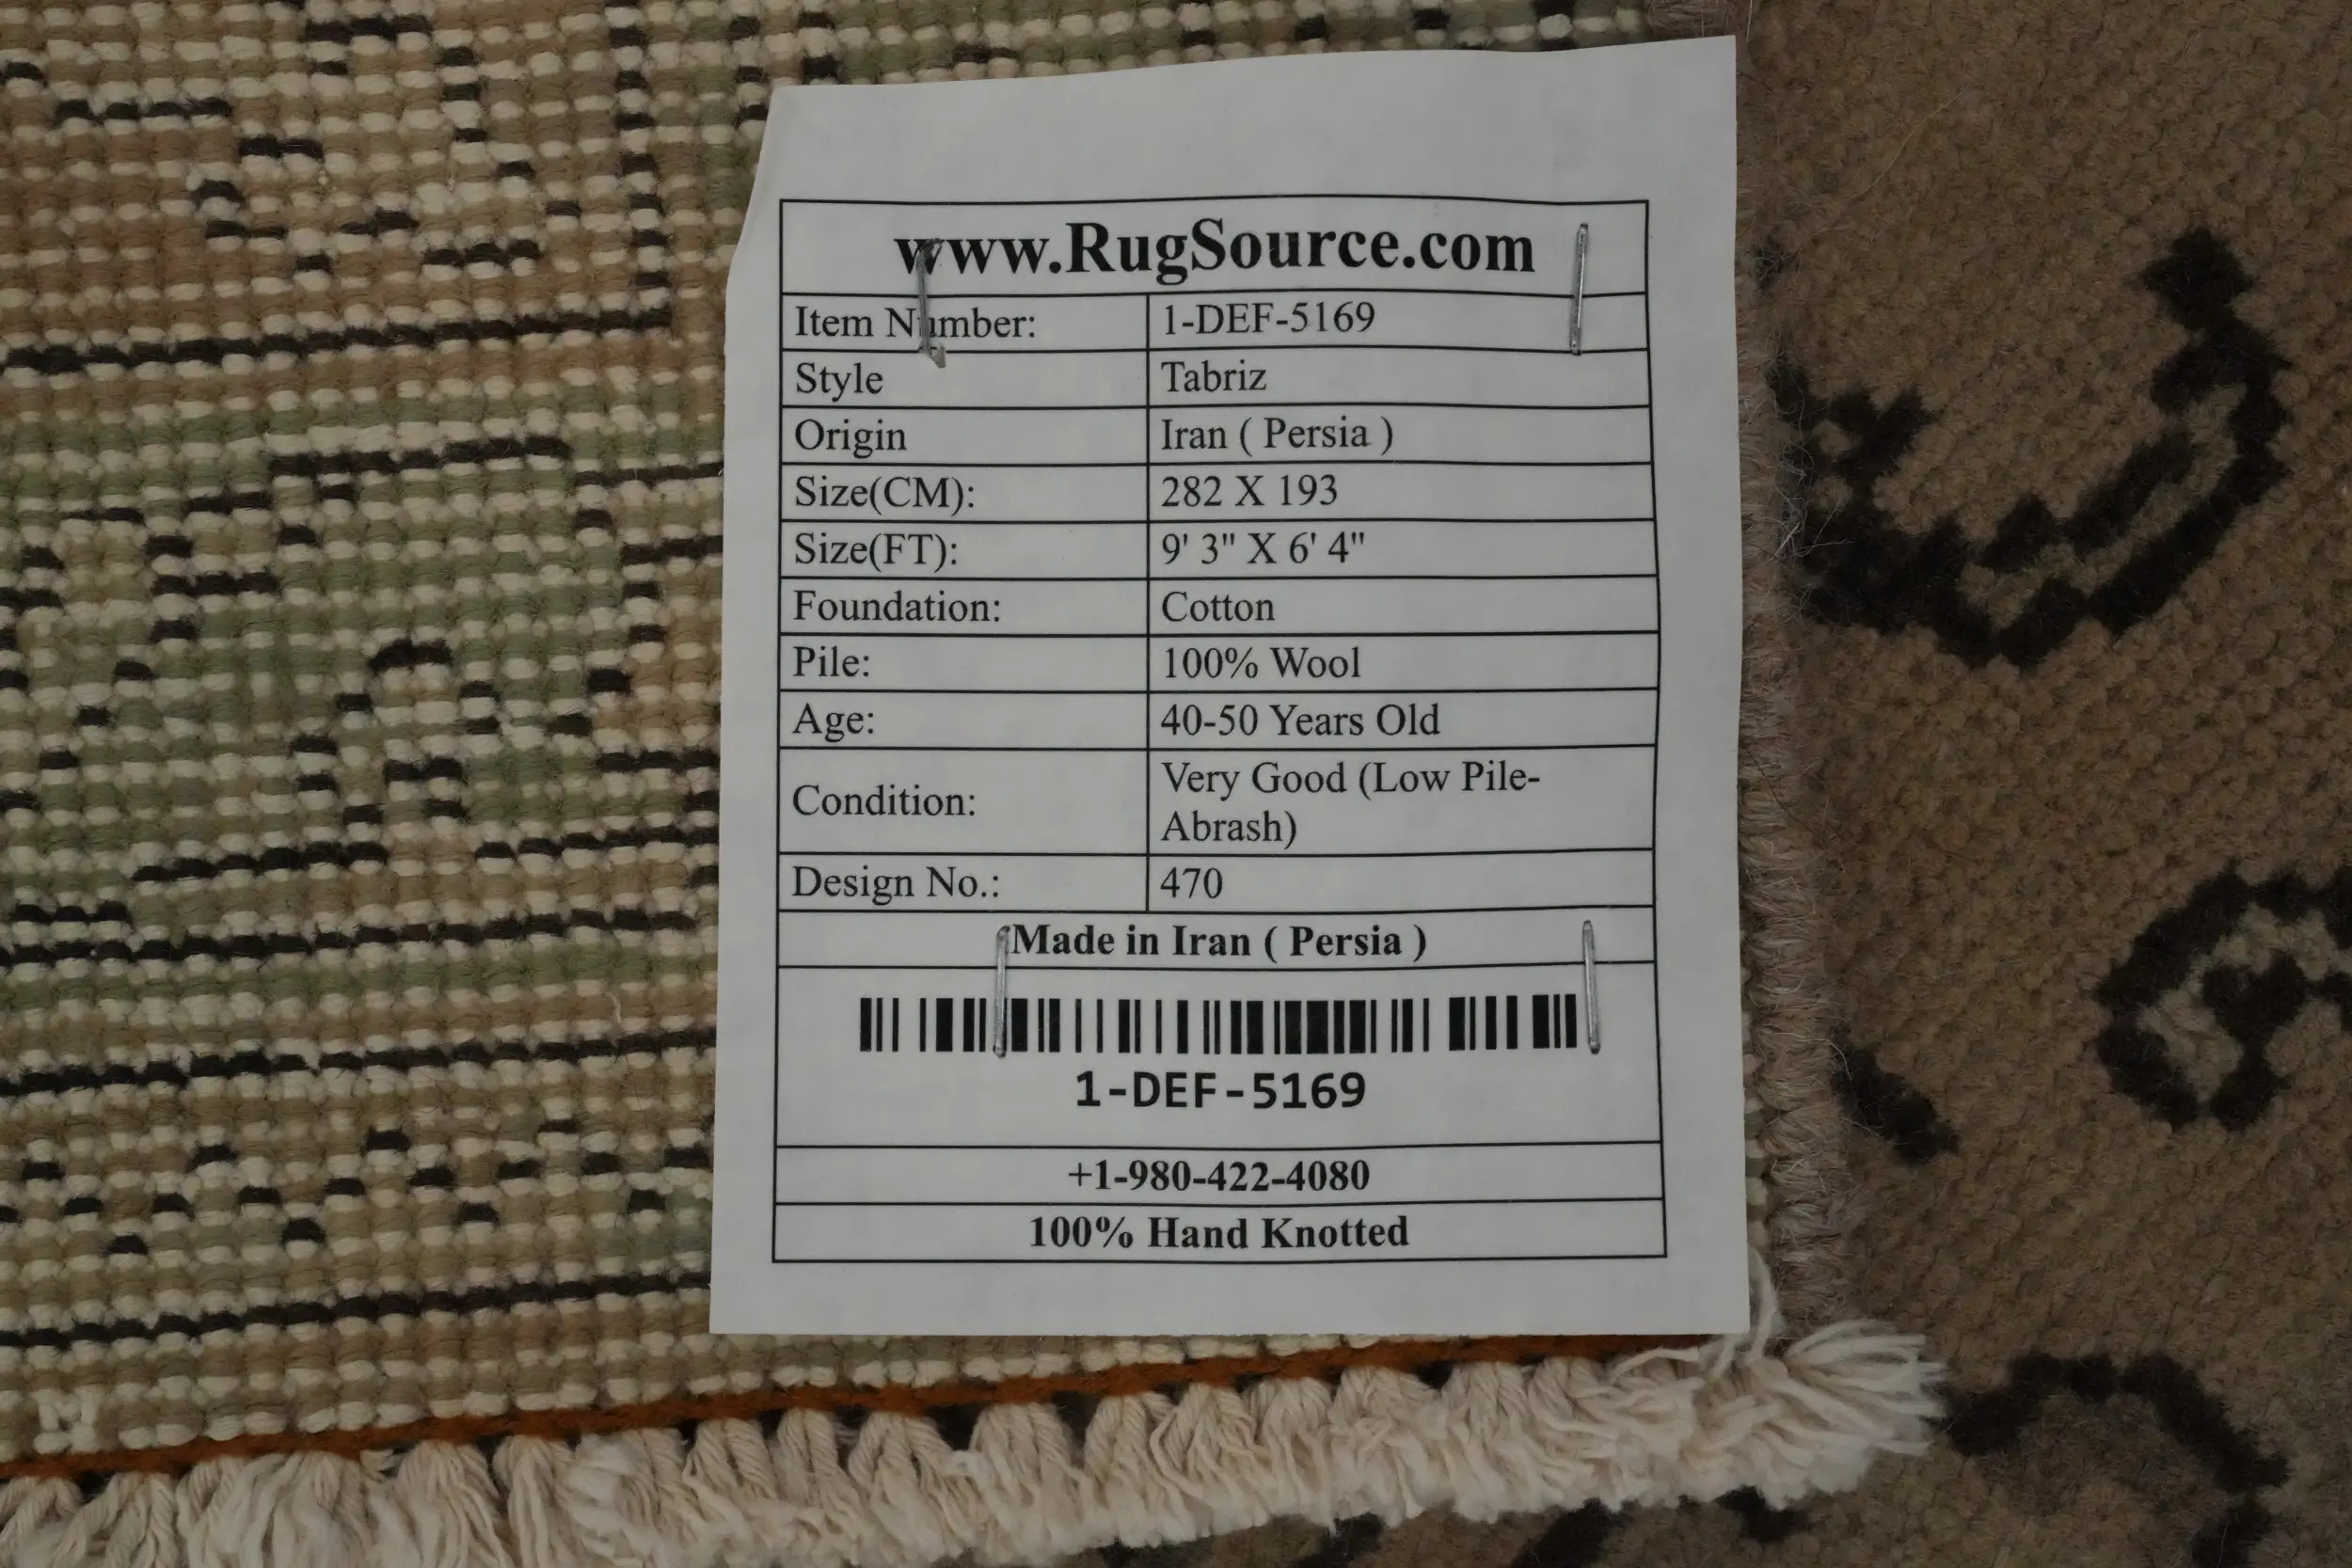 www.RugSource.com
Item Number: 1-DEF-5169
Style Tabriz
Origin Iran ( Persia )
Size(CM): 282 X 193
Size(FT): 9' 3" X 6' 4"
Foundation: Cotton
Pile: 100% Wool
Age: 40-50 Years Old
Condition: Very Good (Low Pile-
Abrash)
Design No.: 470
Made in Iran ( Persia )
1-DEF-5169
+1-980-422-4080
100% Hand Knotted